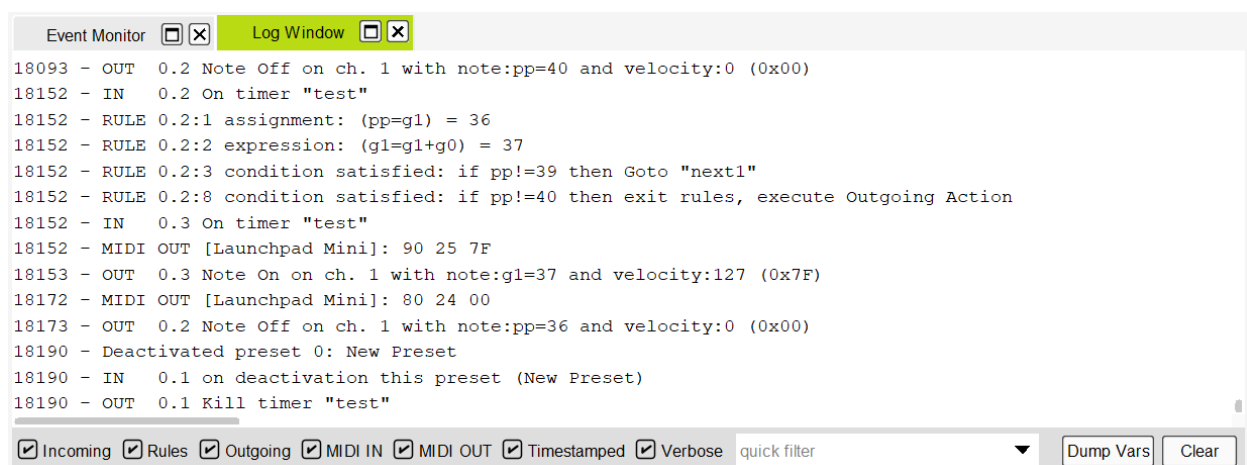 Event Monitor Log Window
18093 - OUT 0.2 Note Off on ch. 1 with note:pp=40 and velocity:0 (0x00)
18152 - IN 0.2 On timer "test"
18152 - RULE 0.2:1 assignment: (pp=g1) = 36
18152 - RULE 0.2:2 expression: (g1=g1+g0) = 37
18152 - RULE 0.2:3 condition satisfied: if pp!=39 then Goto "next1"
18152 - RULE 0.2:8 condition satisfied: if pp!=40 then exit rules, execute Outgoing Action
18152 - IN 0.3 On timer "test"
18152 - MIDI OUT [Launchpad Mini]: 90 25 7F
18153 - OUT 0.3 Note On on ch. 1 with note:g1=37 and velocity:127 (0x7F)
18172 - MIDI OUT [Launchpad Mini]: 80 24 00
18173 - OUT 0.2 Note Off on ch. 1 with note:pp=36 and velocity:0 (0x00)
18190 - Deactivated preset 0: New Preset
18190 - IN 0.1 on deactivation this preset (New Preset)
18190 - OUT 0.1 Kill timer "test"
Incoming Rules Outgoing MIDI IN MIDI OUT Timestamped Verbose quick filter Dump Vars Clear